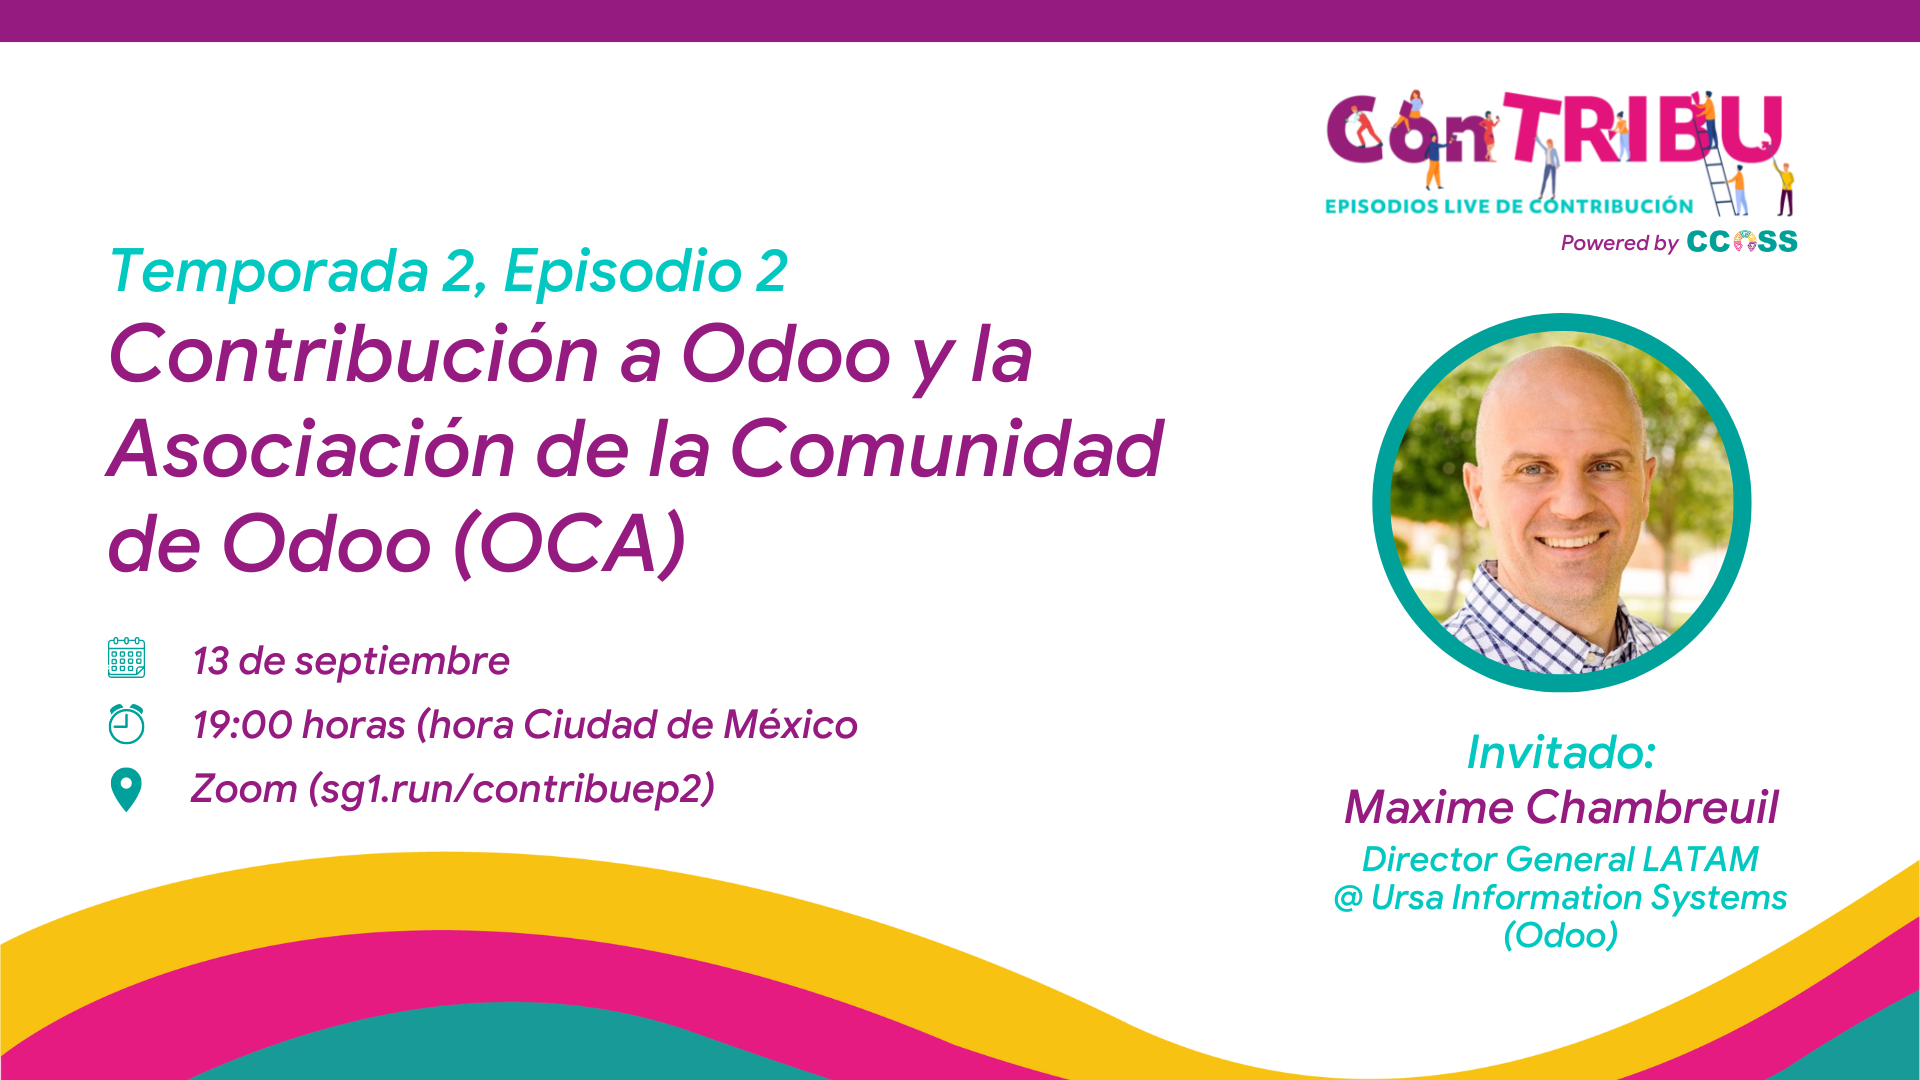 ConTRIBU
EPISODIOS LIVE DE CONTRIBUCIÓN
Powered by CCOSS
Temporada 2, Episodio 2
Contribución a Odoo y la
Asociación de la Comunidad
de Odoo (OCA)
13 de septiembre
19:00 horas (hora Ciudad de México
Zoom (sg1.run/contribuep2)
Invitado:
Maxime Chambreuil
Director General LATAM
@ Ursa Information Systems
(Odoo)